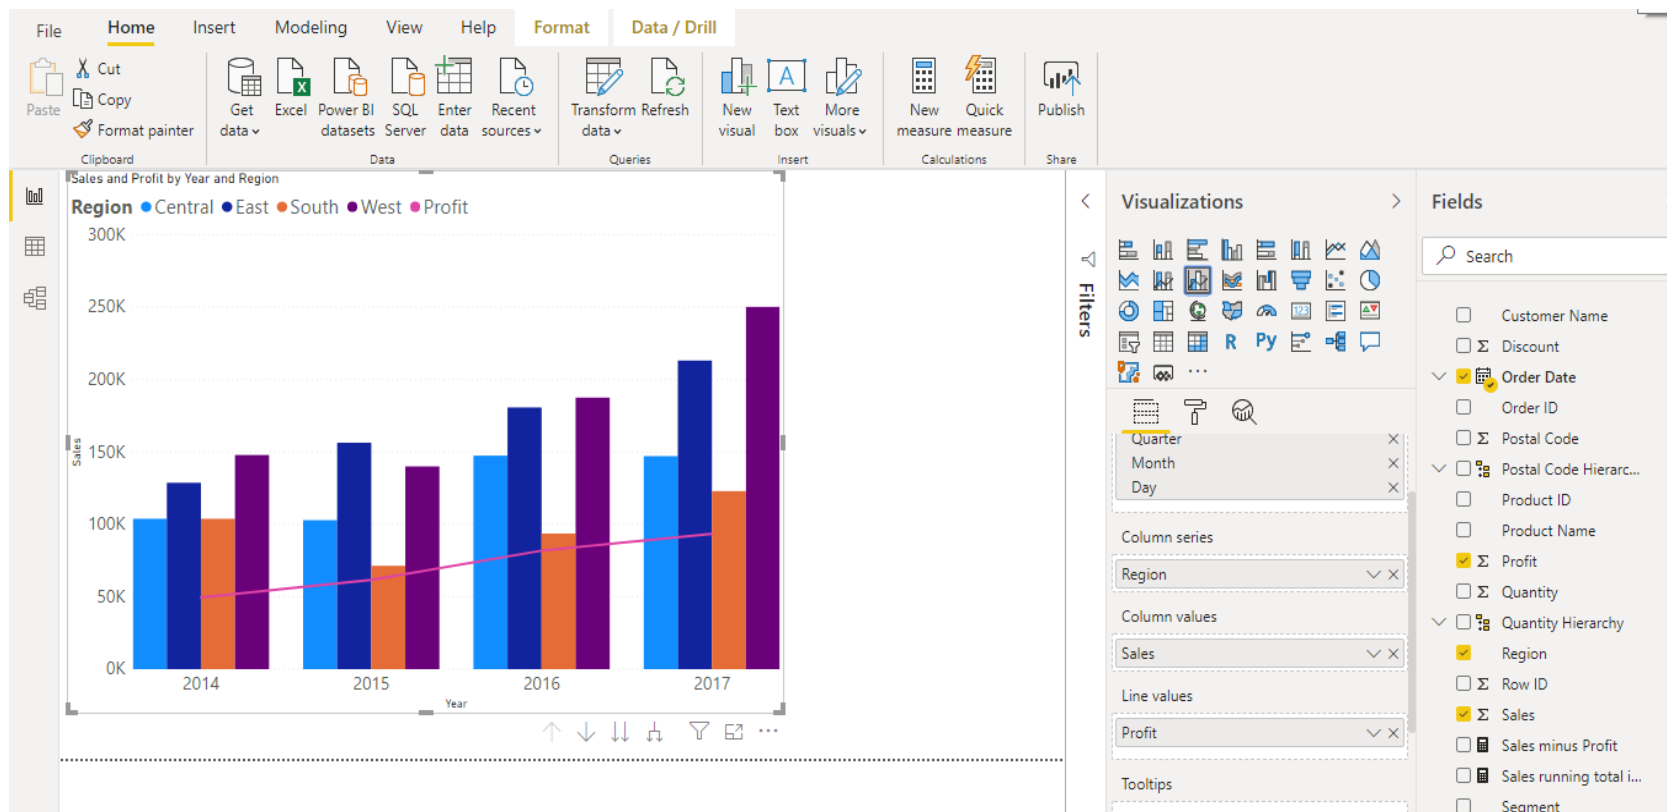 File Home Insert Modeling View Help Format Data / Drill
Paste
Cut
Copy
Format painter
Clipboard
Get data
Excel
Power BI datasets
SQL Server
Enter data
Recent sources
Data
Transform data
Refresh
Queries
New visual
Text box
More visuals
Insert
New measure
Quick measure
Calculations
Publish
Share
Sales and Profit by Year and Region
Region Central East South West Profit
300K
250K
200K
150K
100K
50K
0K
Sales
2014 2015 2016 2017
Year
Filters
Visualizations
123
R
Py
Quarter
Month
Day
Column series
Region
Column values
Sales
Line values
Profit
Tooltips
Fields
Search
Customer Name
Σ Discount
Order Date
Order ID
Σ Postal Code
Postal Code Hierarc...
Product ID
Product Name
Σ Profit
Σ Quantity
Quantity Hierarchy
Region
Σ Row ID
Σ Sales
Sales minus Profit
Sales running total i...
Segment